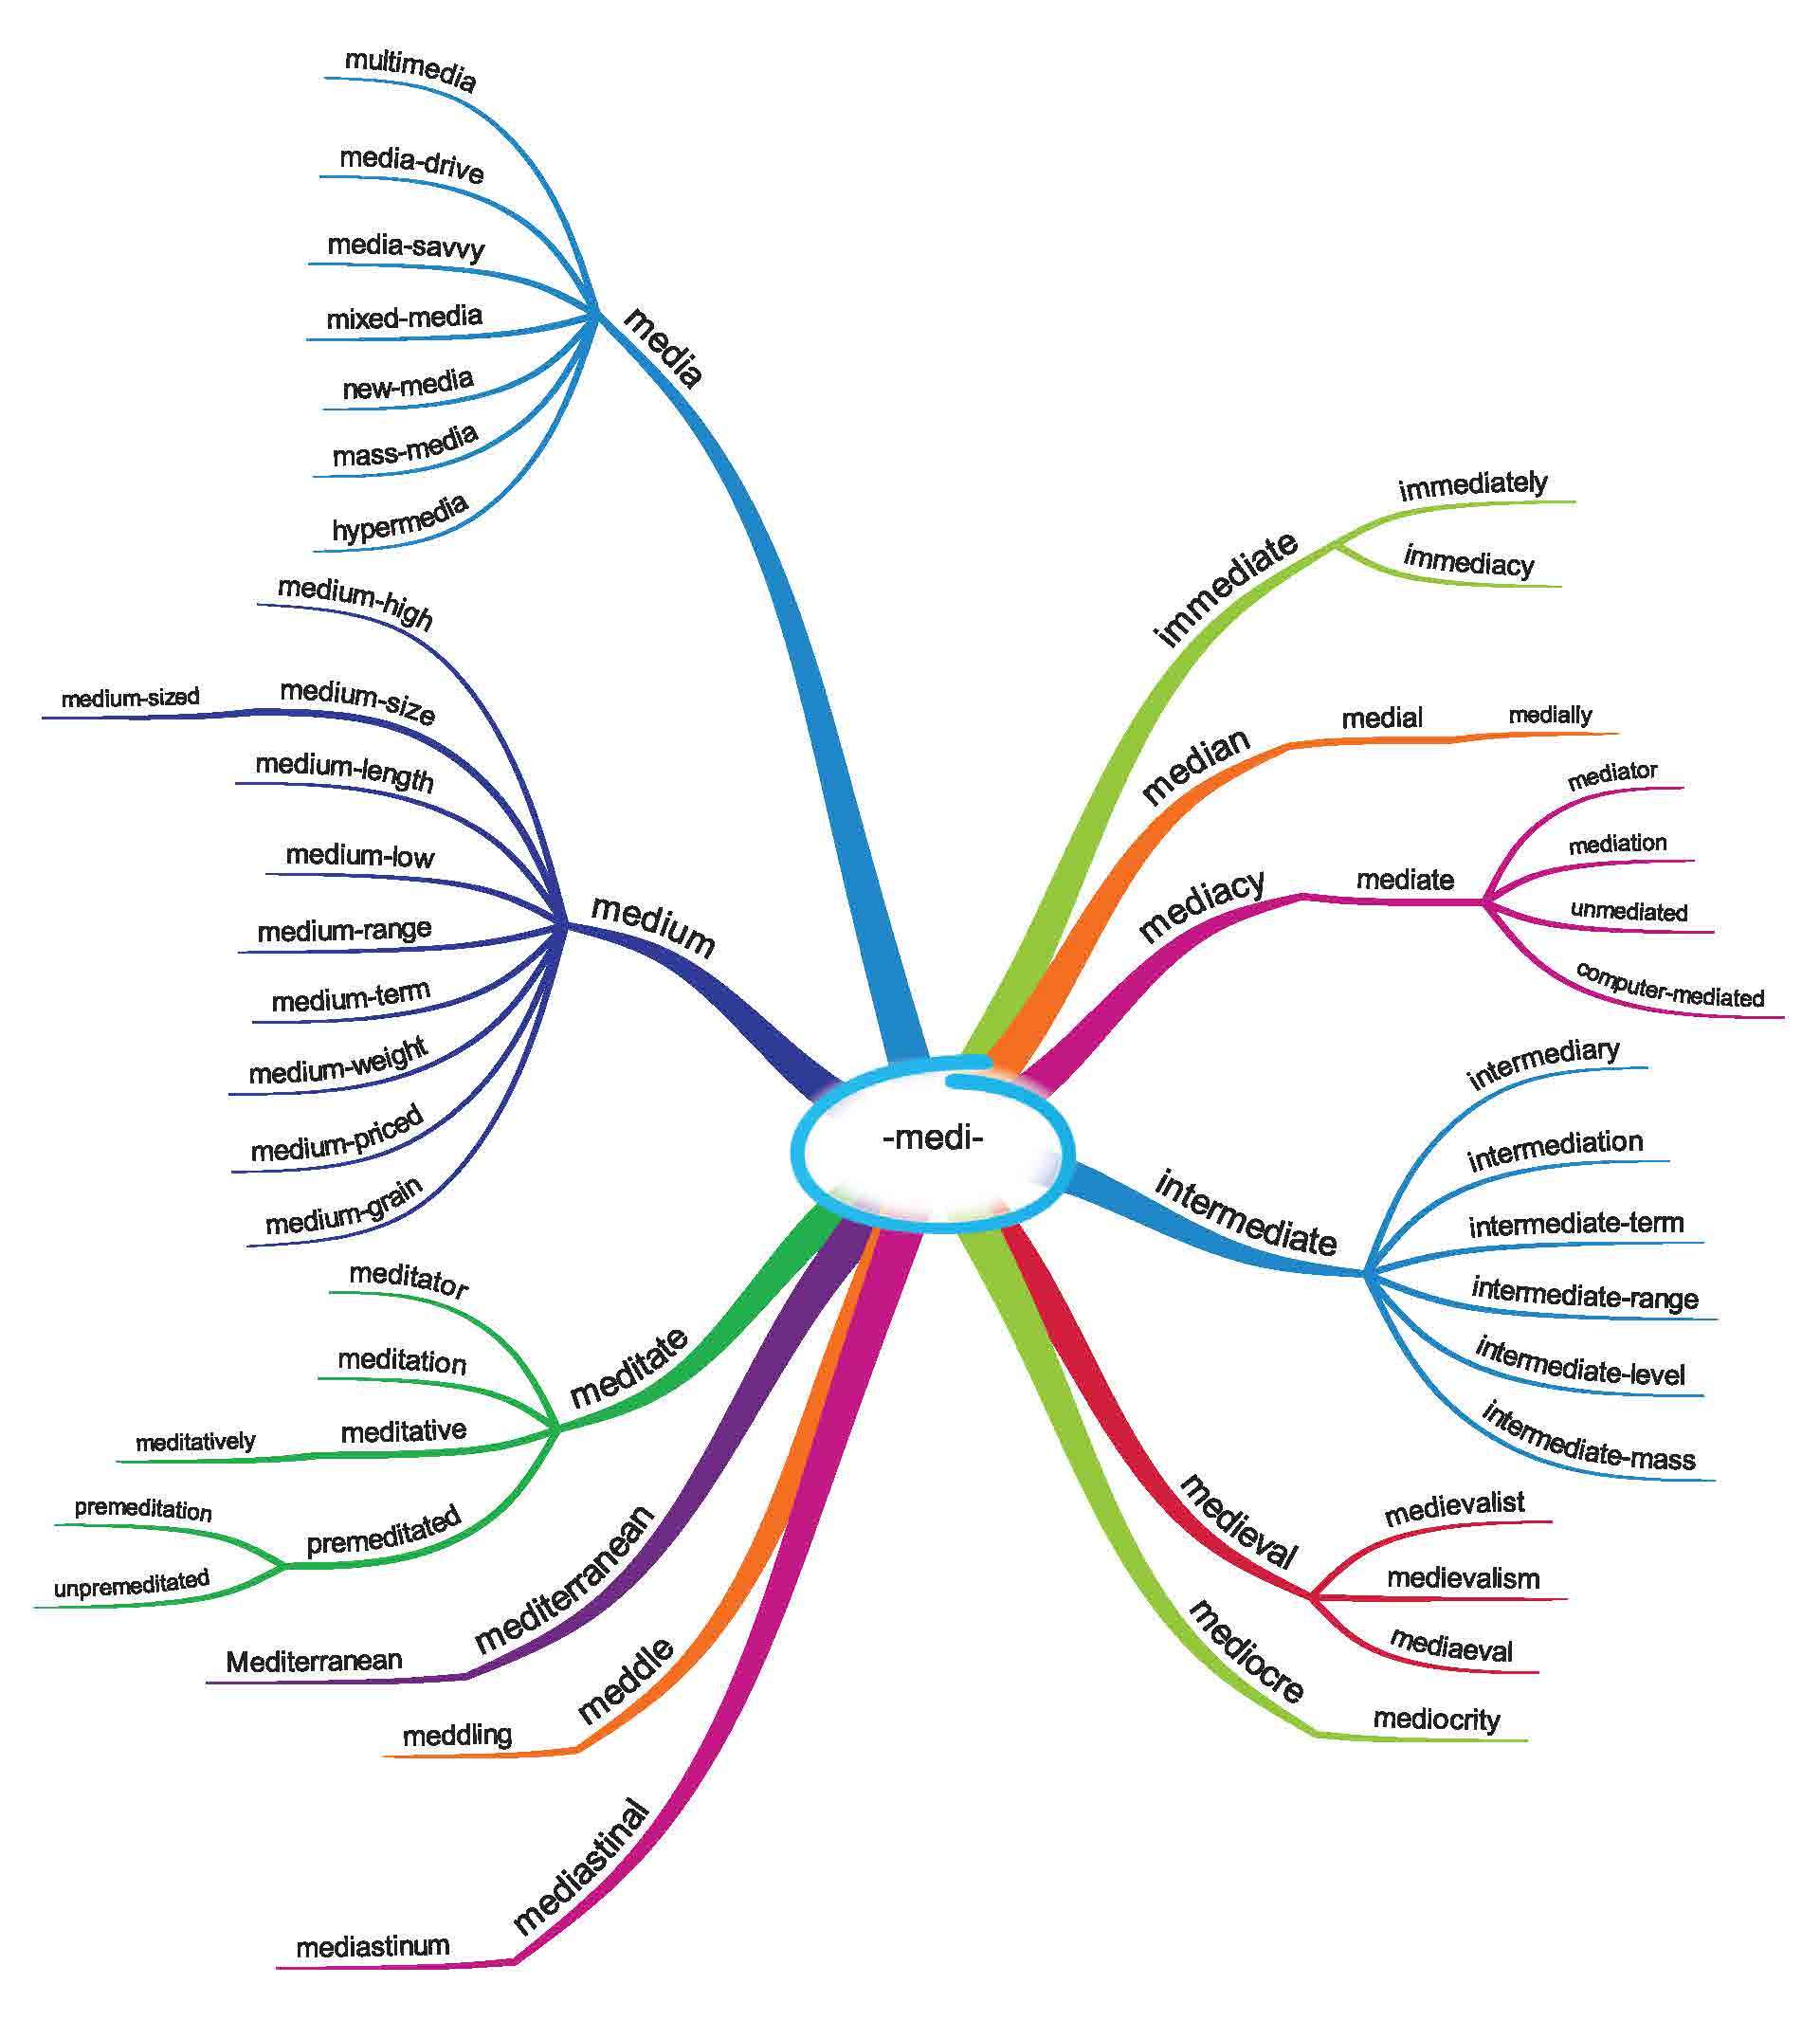 multimedia
media-drive
media-savvy
mixed-media
new-media
mass-media
hypermedia
media
medium-high
medium-sized
medium-size
medium-length
medium-low
medium-range
medium-term
medium-weight
medium-priced
medium-grain
medium
meditator
meditation
meditatively
meditative
premeditation
unpremeditated
premeditated
meditate
Mediterranean
mediterranean
meddling
meddle
mediastinum
mediastinal
-medi-
immediate
immediately
immediacy
median
medial
medially
mediacy
mediate
mediator
mediation
unmediated
computer-mediated
intermediate
intermediary
intermediation
intermediate-term
intermediate-range
intermediate-level
intermediate-mass
medieval
medievalist
medievalism
mediaeval
mediocre
mediocrity